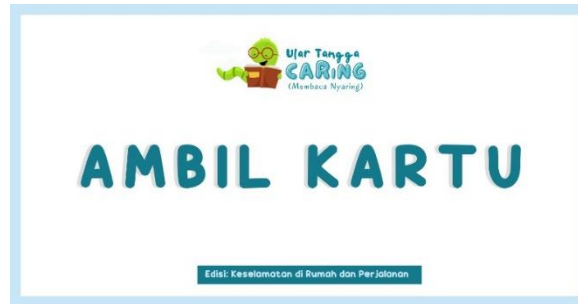 Ular Tangga
CARING
(Membaca Nyaring)
AMBIL KARTU
Edisi: Keselamatan di Rumah dan Perjalanan